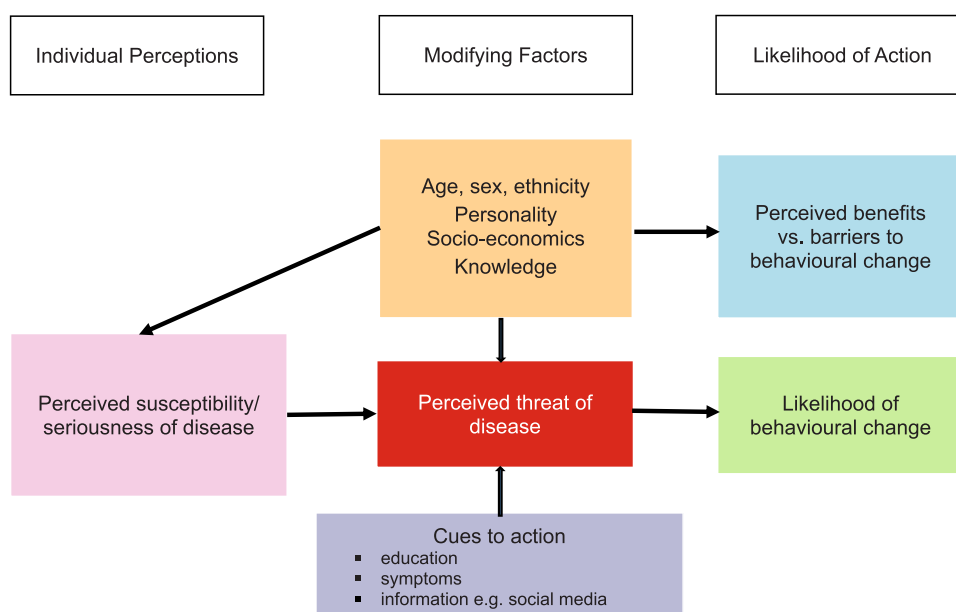 Individual Perceptions
Modifying Factors
Likelihood of Action
Age, sex, ethnicity
Personality
Socio-economics
Knowledge
Perceived benefits
vs. barriers to
behavioural change
Perceived susceptibility/
seriousness of disease
Perceived threat of
disease
Likelihood of
behavioural change
Cues to action
▪ education
▪ symptoms
▪ information e.g. social media